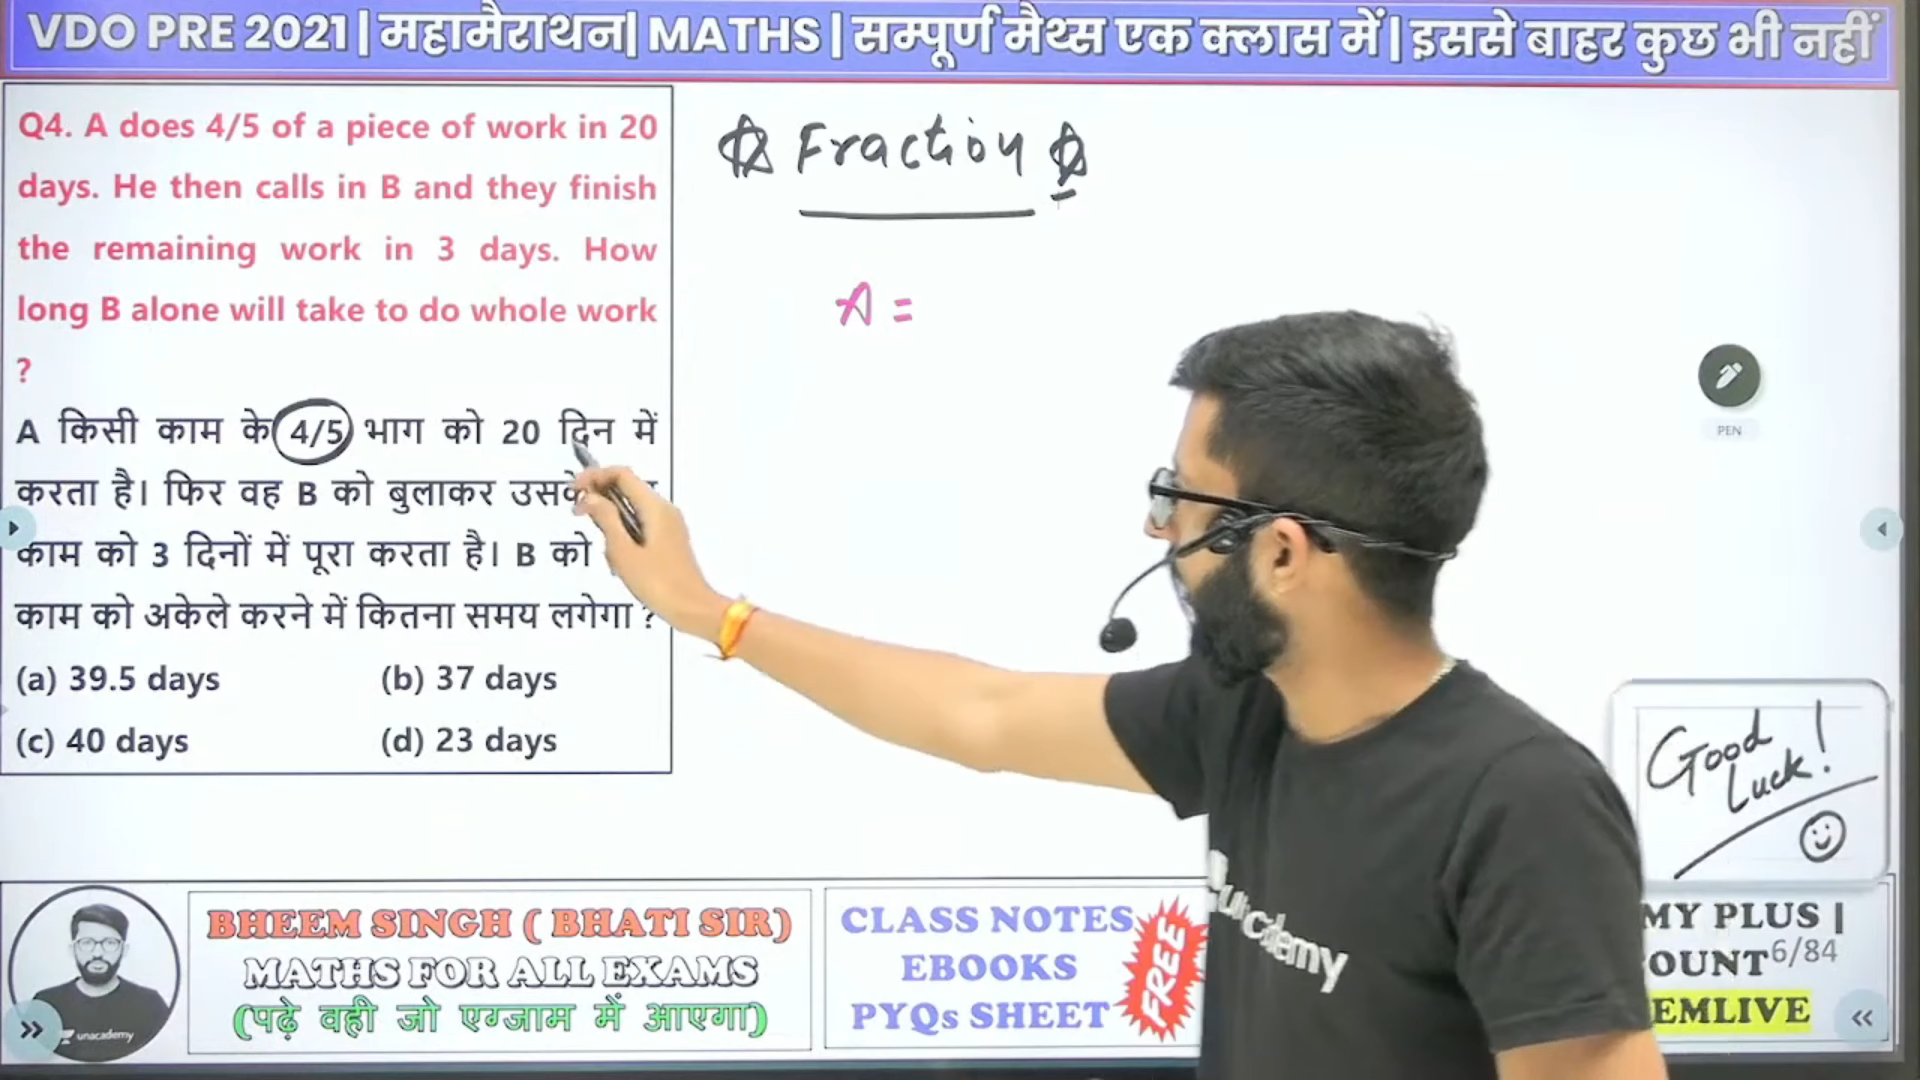 VDO PRE 2021 | महामैराथन| MATHS | सम्पूर्ण मैथ्स एक क्लास में | इससे बाहर कुछ भी नहीं
Q4. A does 4/5 of a piece of work in 20
days. He then calls in B and they finish
the remaining work in 3 days. How
long B alone will take to do whole work
?
A किसी काम के 4/5 भाग को 20 दिन में
करता है। फिर वह B को बुलाकर
काम को 3 दिनों में पूरा करता है। B को
काम को अकेले करने में कितना समय लगेगा ?
(a) 39.5 days (b) 37 days
(c) 40 days (d) 23 days
Fraction
A =
PEN
Good
Luck!
BHEEM SINGH ( BHATI SIR)
MATHS FOR ALL EXAMS
(पढ़े वही जो एग्जाम में आएगा)
unacademy
CLASS NOTES
EBOOKS
PYQs SHEET
FREE
unacademy
MY PLUS |
OUNT 6/84
EMLIVE